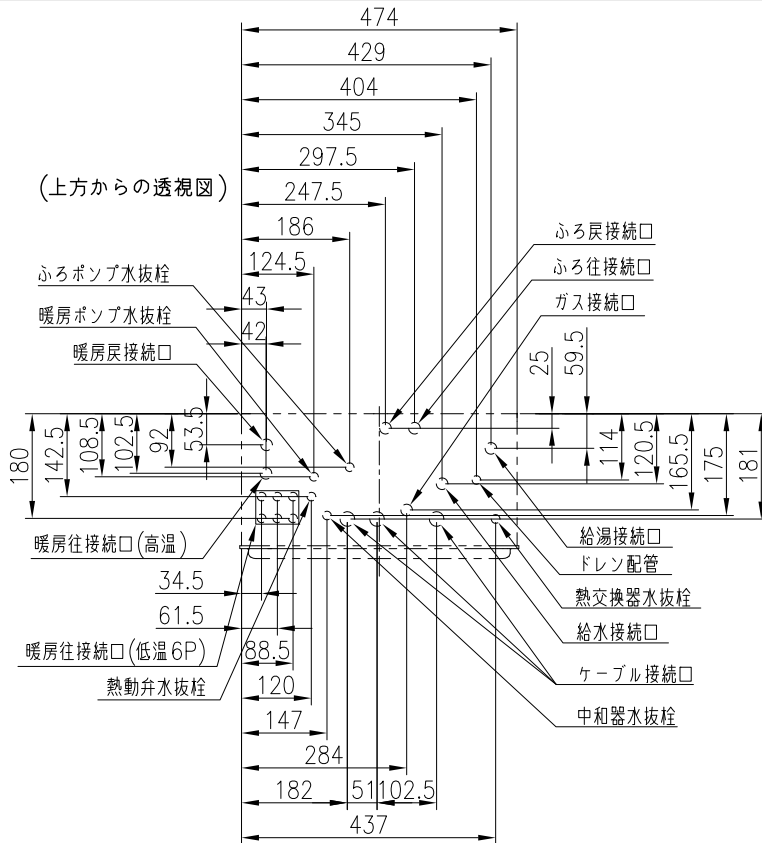 474
429
404
345
297.5
(上方からの透視図)
247.5
186
ふろ戻接続口
124.5
ふろポンプ水抜栓
ふろ往接続口
43
ガス接続口
暖房ポンプ水抜栓
42
暖房戻接続口
25
59.5
180
142.5
108.5
102.5
92
53.5
114
120.5
165.5
175
181
暖房往接続口(高温)
給湯接続口
ドレン配管
34.5
熱交換器水抜栓
61.5
給水接続口
暖房往接続口(低温6P)
88.5
ケーブル接続口
熱動弁水抜栓
120
147
中和器水抜栓
284
182
51
102.5
437